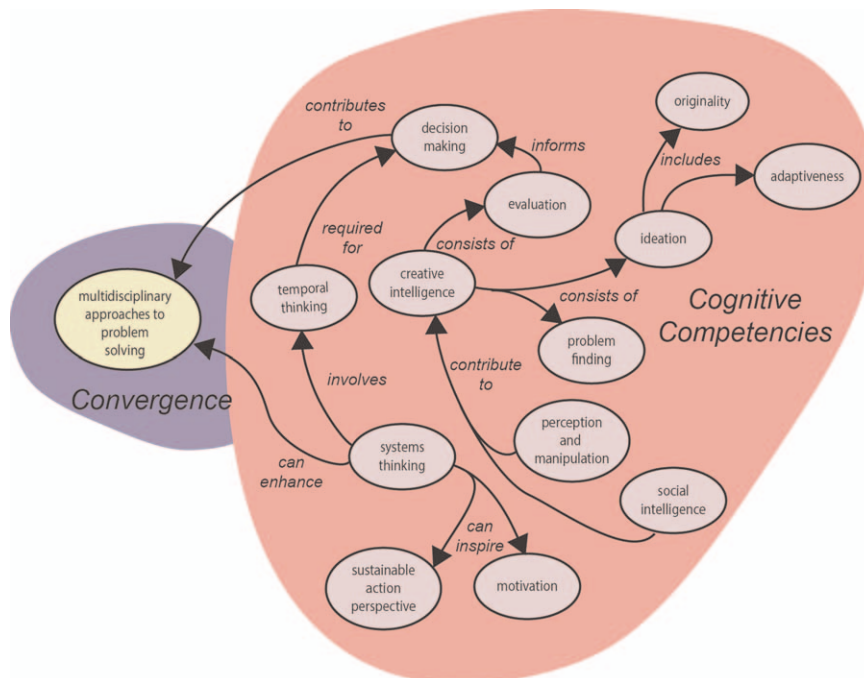 originality
contributes
to
decision
making
informs
includes
adaptiveness
evaluation
required
for
consists of
ideation
creative
intelligence
temporal
thinking
multidisciplinary
approaches to
problem
solving
consists of
Cognitive
Competencies
problem
finding
contribute
to
involves
Convergence
perception
and
manipulation
systems
thinking
can
enhance
social
intelligence
can
inspire
sustainable
action
perspective
motivation